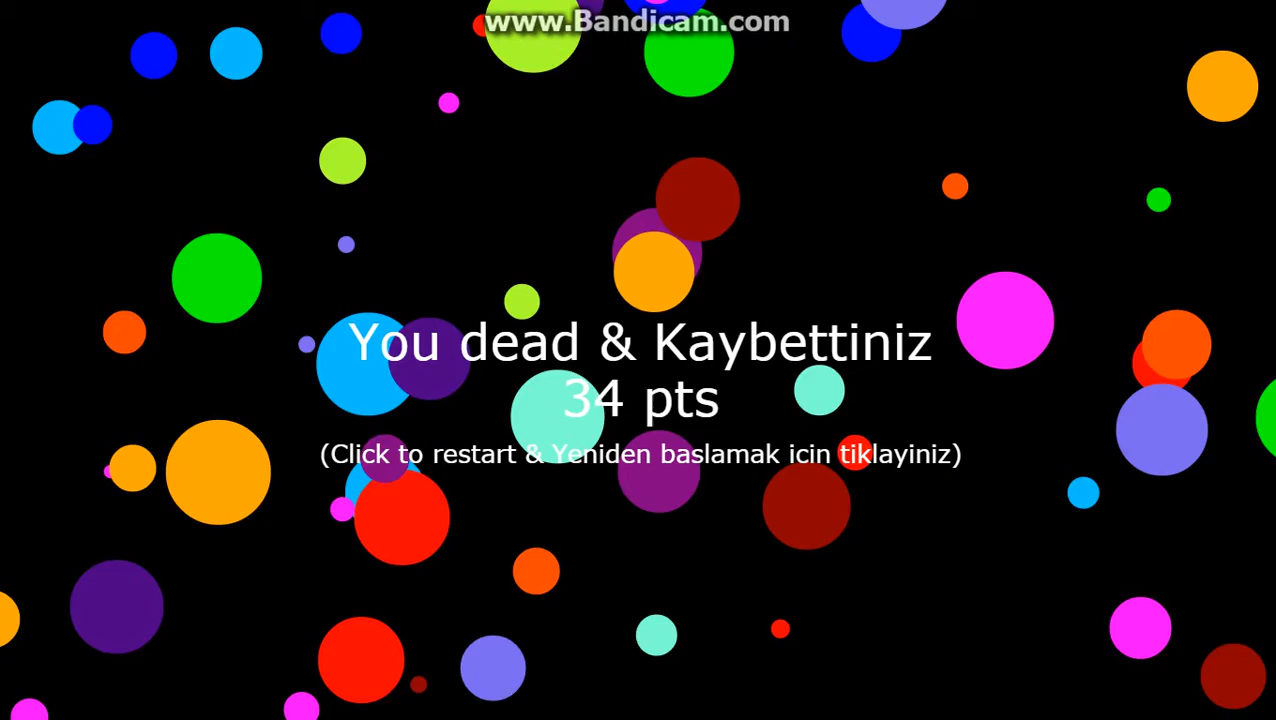 www.Bandicam.com
You dead & Kaybettiniz
34 pts
(Click to restart & Yeniden baslamak icin tiklayiniz)